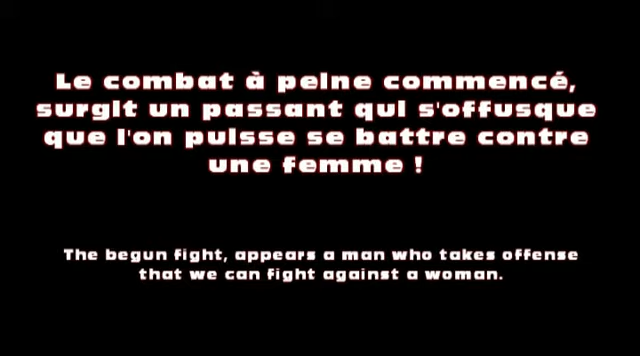 Le combat à peine commencé,
surgit un passant qui s'offusque
que l'on puisse se battre contre
une femme !
The begun fight, appears a man who takes offense
that we can fight against a woman.